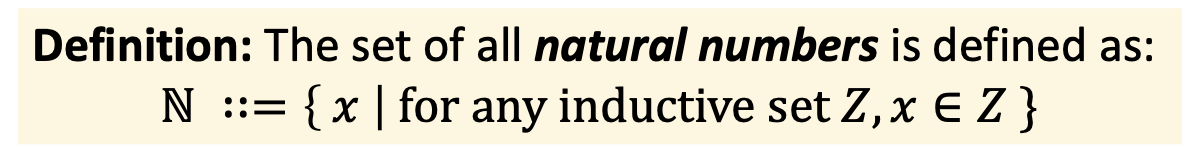 Definition: The set of all natural numbers is defined as:
ℕ ::= { x | for any inductive set Z, x ∈ Z }